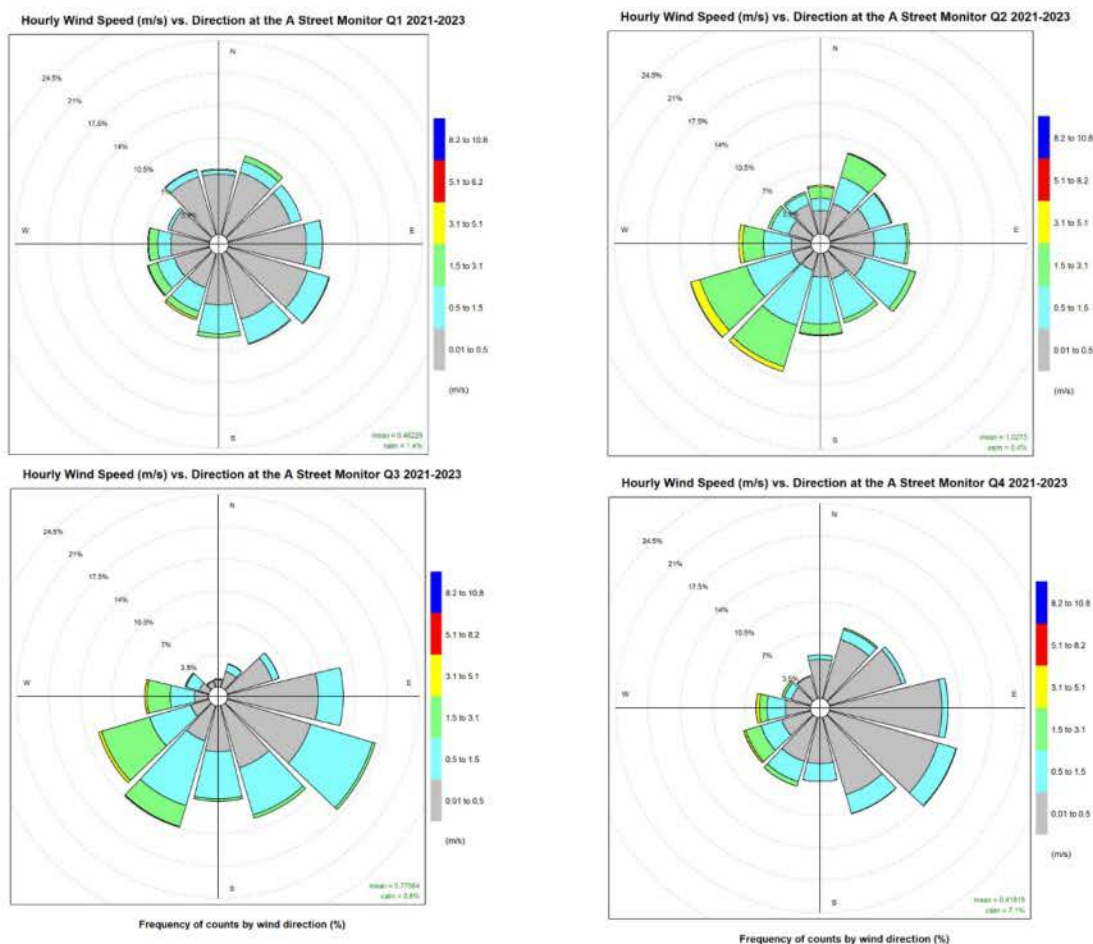 Hourly Wind Speed (m/s) vs. Direction at the A Street Monitor Q1 2021-2023
N
24.5%
21%
17.5%
14%
10.5%
W
E
S
8.2 to 10.8
5.1 to 8.2
3.1 to 5.1
1.5 to 3.1
0.5 to 1.5
0.01 to 0.5
(m/s)
calm = 1.4%
Hourly Wind Speed (m/s) vs. Direction at the A Street Monitor Q2 2021-2023
N
24.5%
21%
17.5%
14%
10.5%
7%
W
E
S
8.2 to 10.8
5.1 to 8.2
3.1 to 5.1
1.5 to 3.1
0.5 to 1.5
0.01 to 0.5
(m/s)
mean = 1.0273
calm = 0.4%
Hourly Wind Speed (m/s) vs. Direction at the A Street Monitor Q3 2021-2023
N
24.5%
21%
17.5%
14%
10.5%
7%
3.5%
W
E
S
8.2 to 10.8
5.1 to 8.2
3.1 to 5.1
1.5 to 3.1
0.5 to 1.5
0.01 to 0.5
(m/s)
Frequency of counts by wind direction (%)
Hourly Wind Speed (m/s) vs. Direction at the A Street Monitor Q4 2021-2023
N
24.5%
21%
17.5%
14%
10.5%
7%
3.5%
W
E
S
8.2 to 10.8
5.1 to 8.2
3.1 to 5.1
1.5 to 3.1
0.5 to 1.5
0.01 to 0.5
(m/s)
Frequency of counts by wind direction (%)